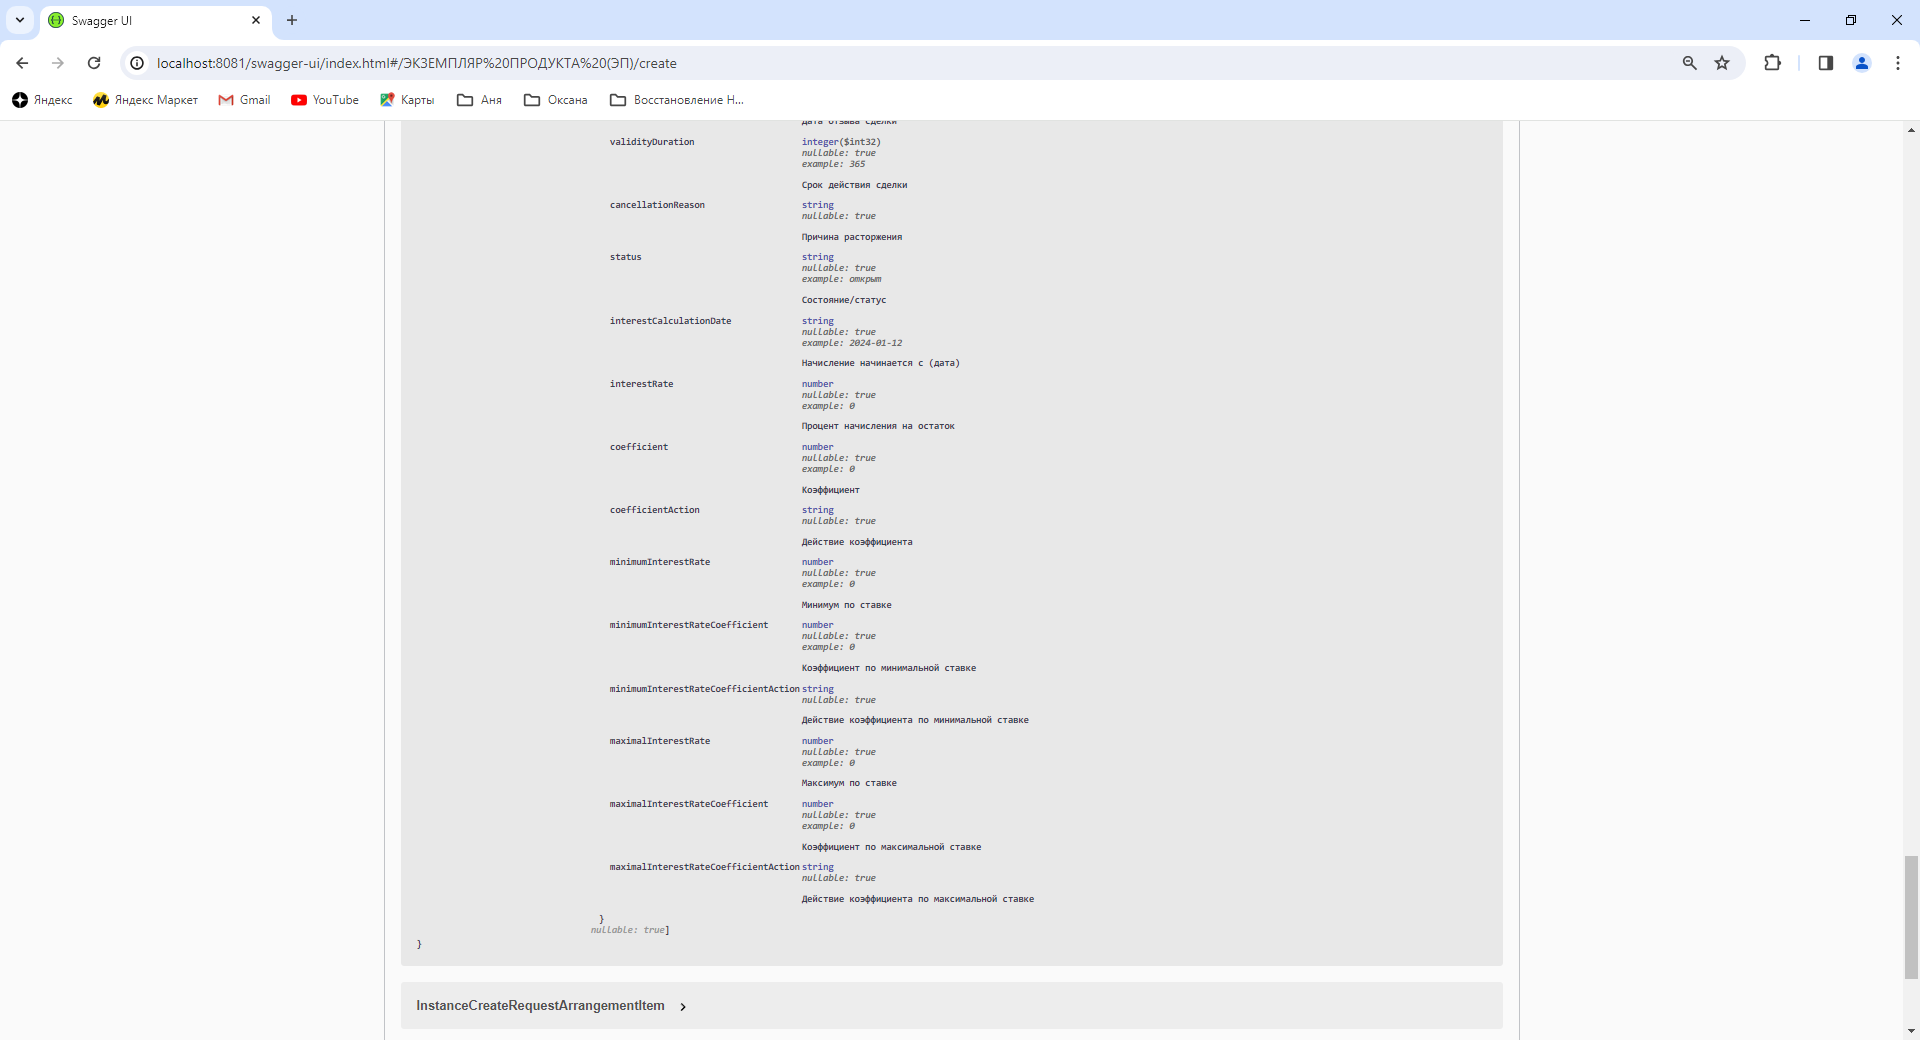 Swagger UI
localhost:8081/swagger-ui/index.html#/ЭКЗЕМПЛЯР%20ПРОДУКТА%20(ЭП)/create
Яндекс Яндекс Маркет Gmail YouTube Карты Аня Оксана Восстановление Н...
Дата отзыва сделки
validityDuration integer($int32)
nullable: true
example: 365
Срок действия сделки
cancellationReason string
nullable: true
Причина расторжения
status string
nullable: true
example: открыт
Состояние/статус
interestCalculationDate string
nullable: true
example: 2024-01-12
Начисление начинается с (дата)
interestRate number
nullable: true
example: 0
Процент начисления на остаток
coefficient number
nullable: true
example: 0
Коэффициент
coefficientAction string
nullable: true
Действие коэффициента
minimumInterestRate number
nullable: true
example: 0
Минимум по ставке
minimumInterestRateCoefficient number
nullable: true
example: 0
Коэффициент по минимальной ставке
minimumInterestRateCoefficientAction string
nullable: true
Действие коэффициента по минимальной ставке
maximalInterestRate number
nullable: true
example: 0
Максимум по ставке
maximalInterestRateCoefficient number
nullable: true
example: 0
Коэффициент по максимальной ставке
maximalInterestRateCoefficientAction string
nullable: true
Действие коэффициента по максимальной ставке
}
nullable: true]
}
InstanceCreateRequestArrangementItem